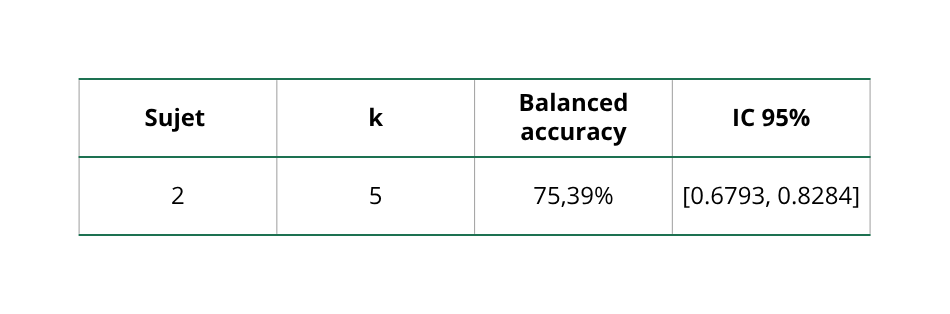 Sujet k Balanced accuracy IC 95%
2 5 75,39% [0.6793, 0.8284]